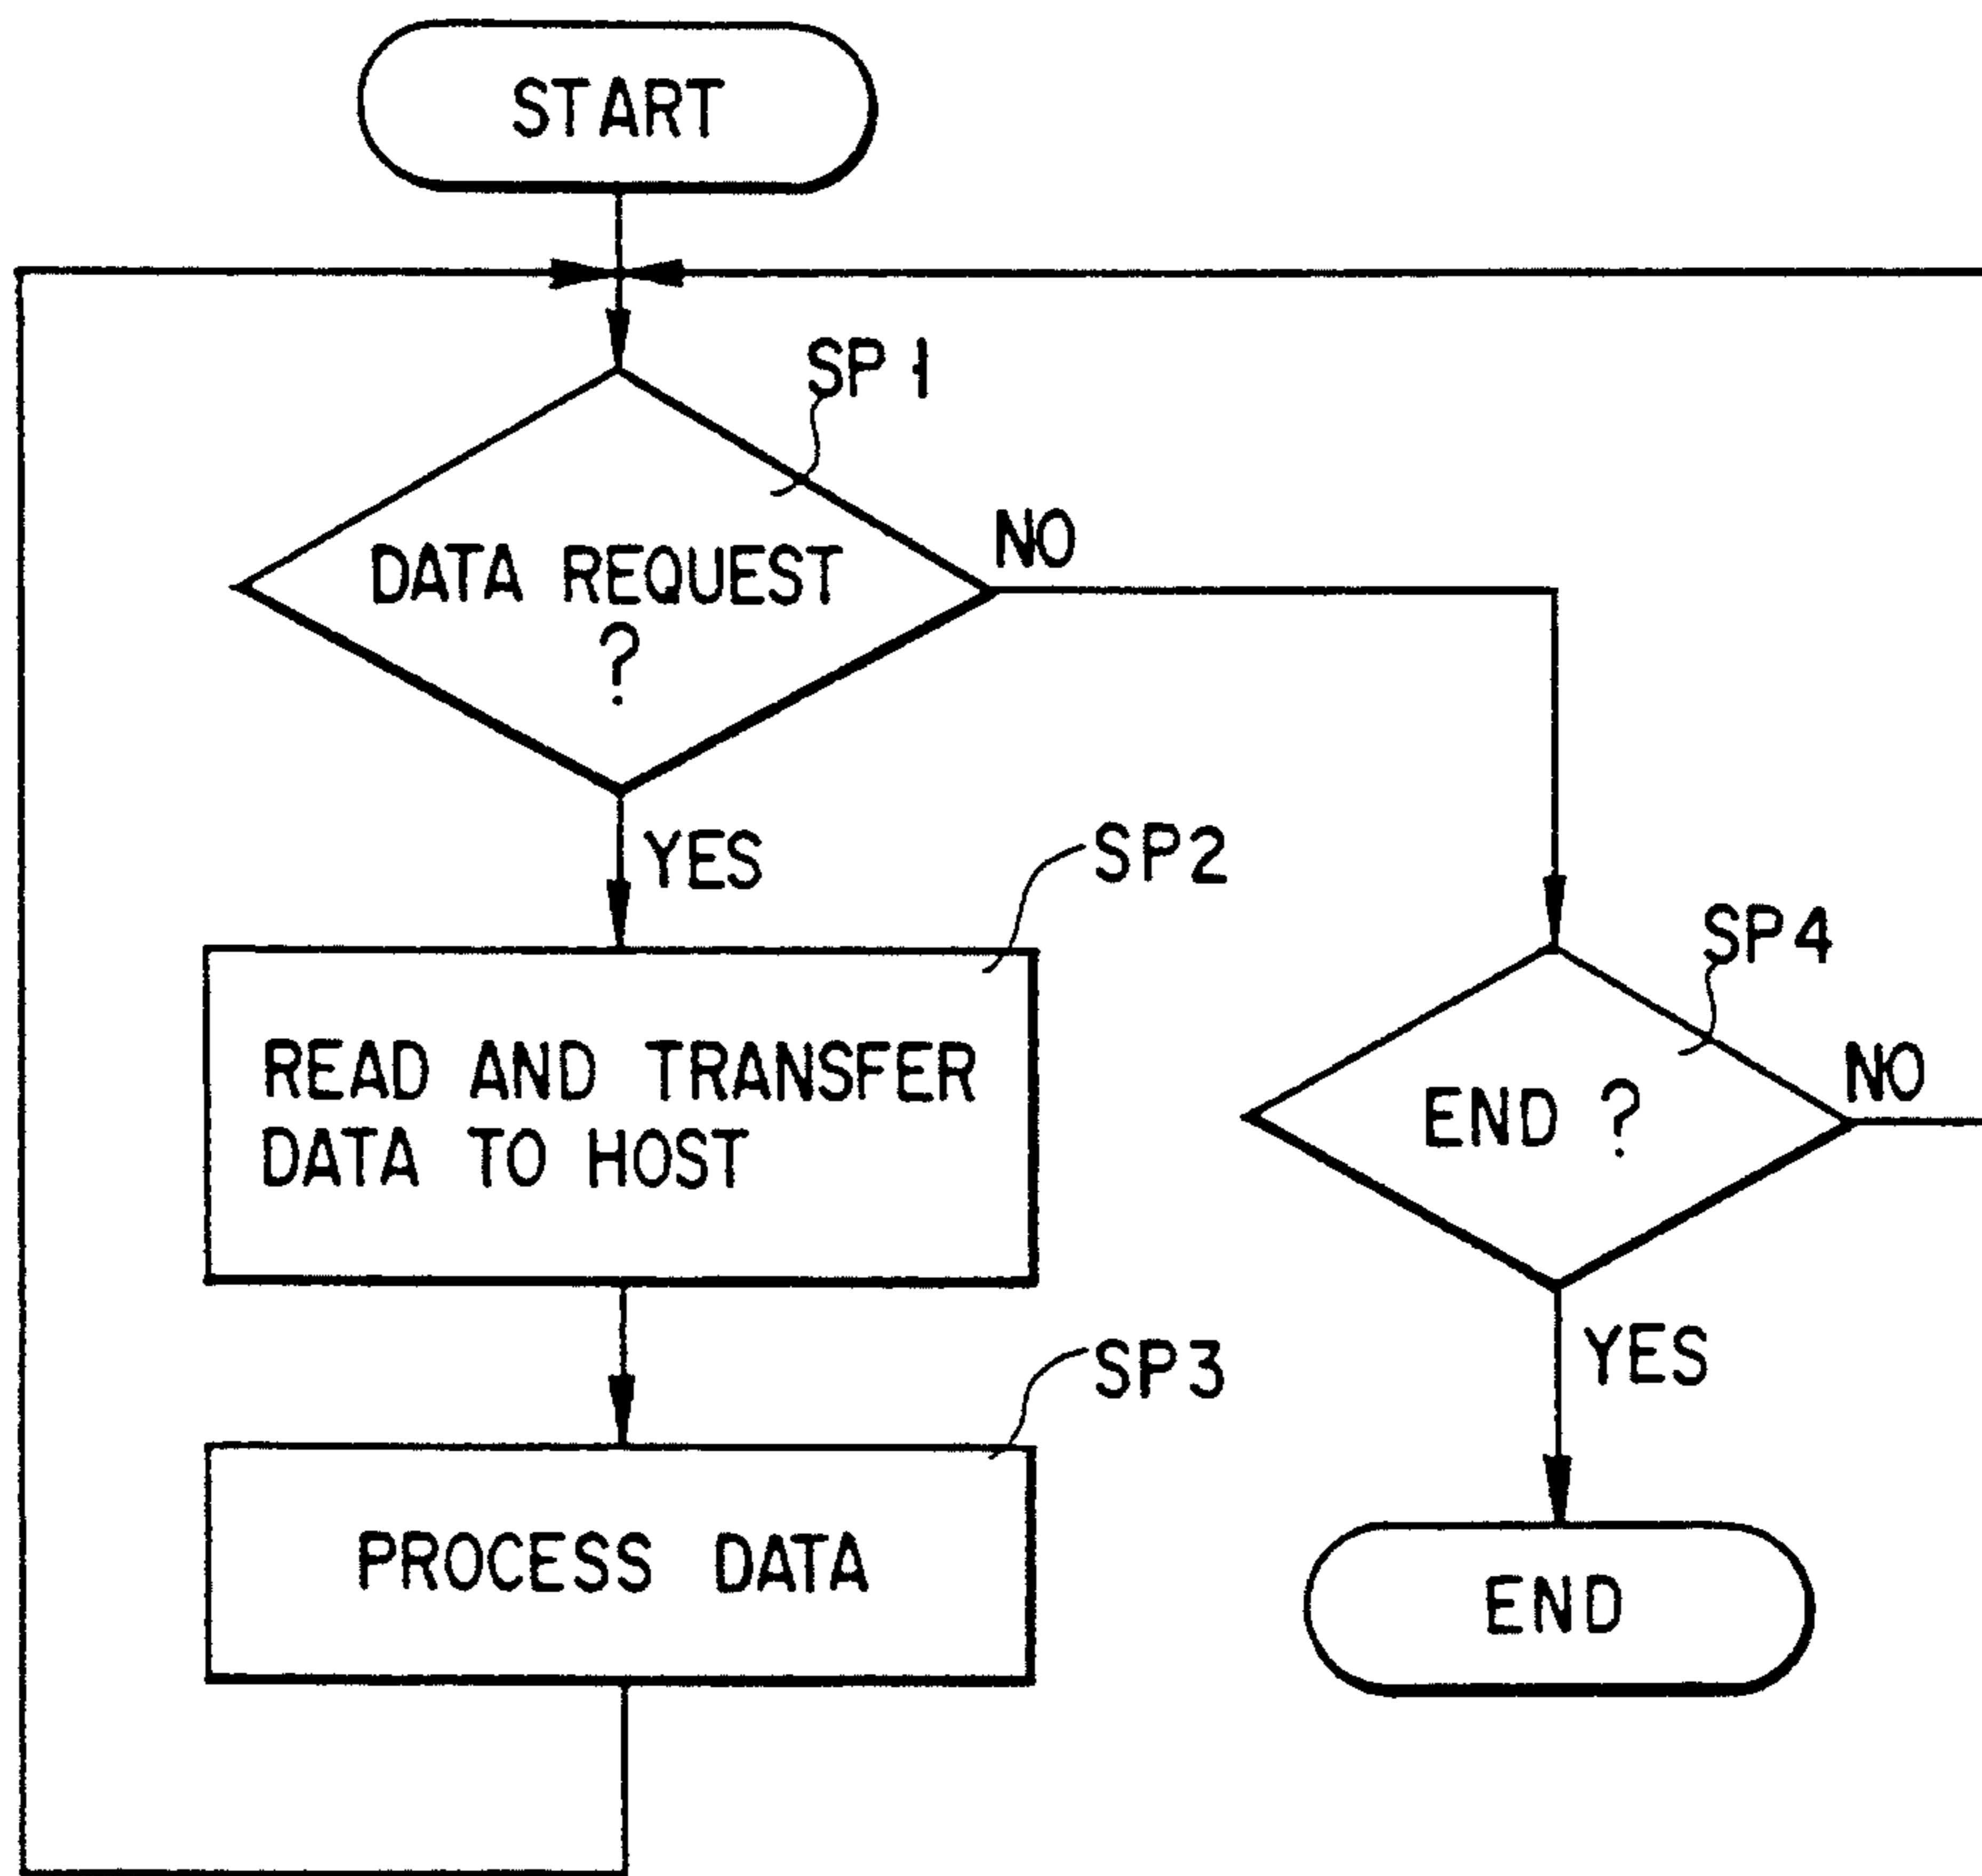 START
SP1
DATA REQUEST
?
NO
YES
SP2
READ AND TRANSFER
DATA TO HOST
SP3
PROCESS DATA
SP4
END ?
NO
YES
END